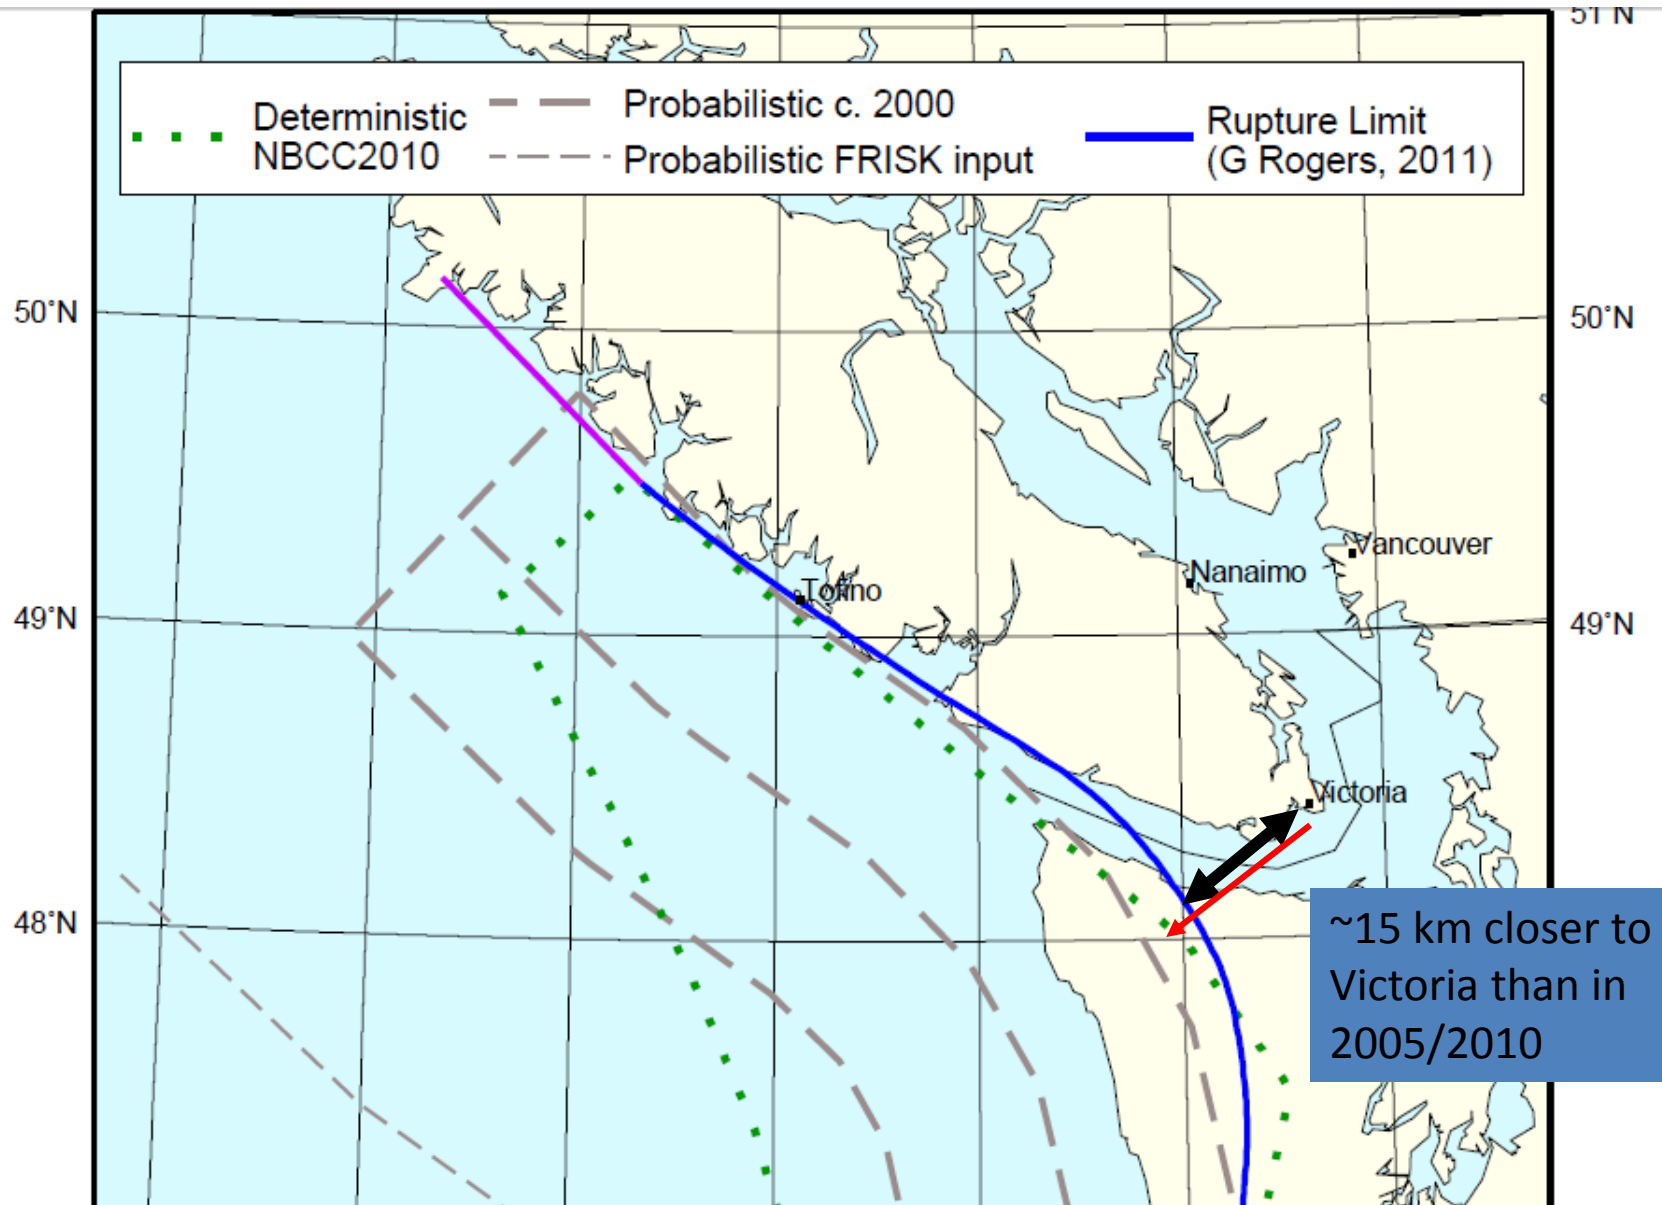 51°N
Deterministic
NBCC2010
Probabilistic c. 2000
Probabilistic FRISK input
Rupture Limit
(G Rogers, 2011)
50°N
50°N
Vancouver
Nanaimo
Tofino
49°N
49°N
Victoria
48°N
~15 km closer to
Victoria than in
2005/2010